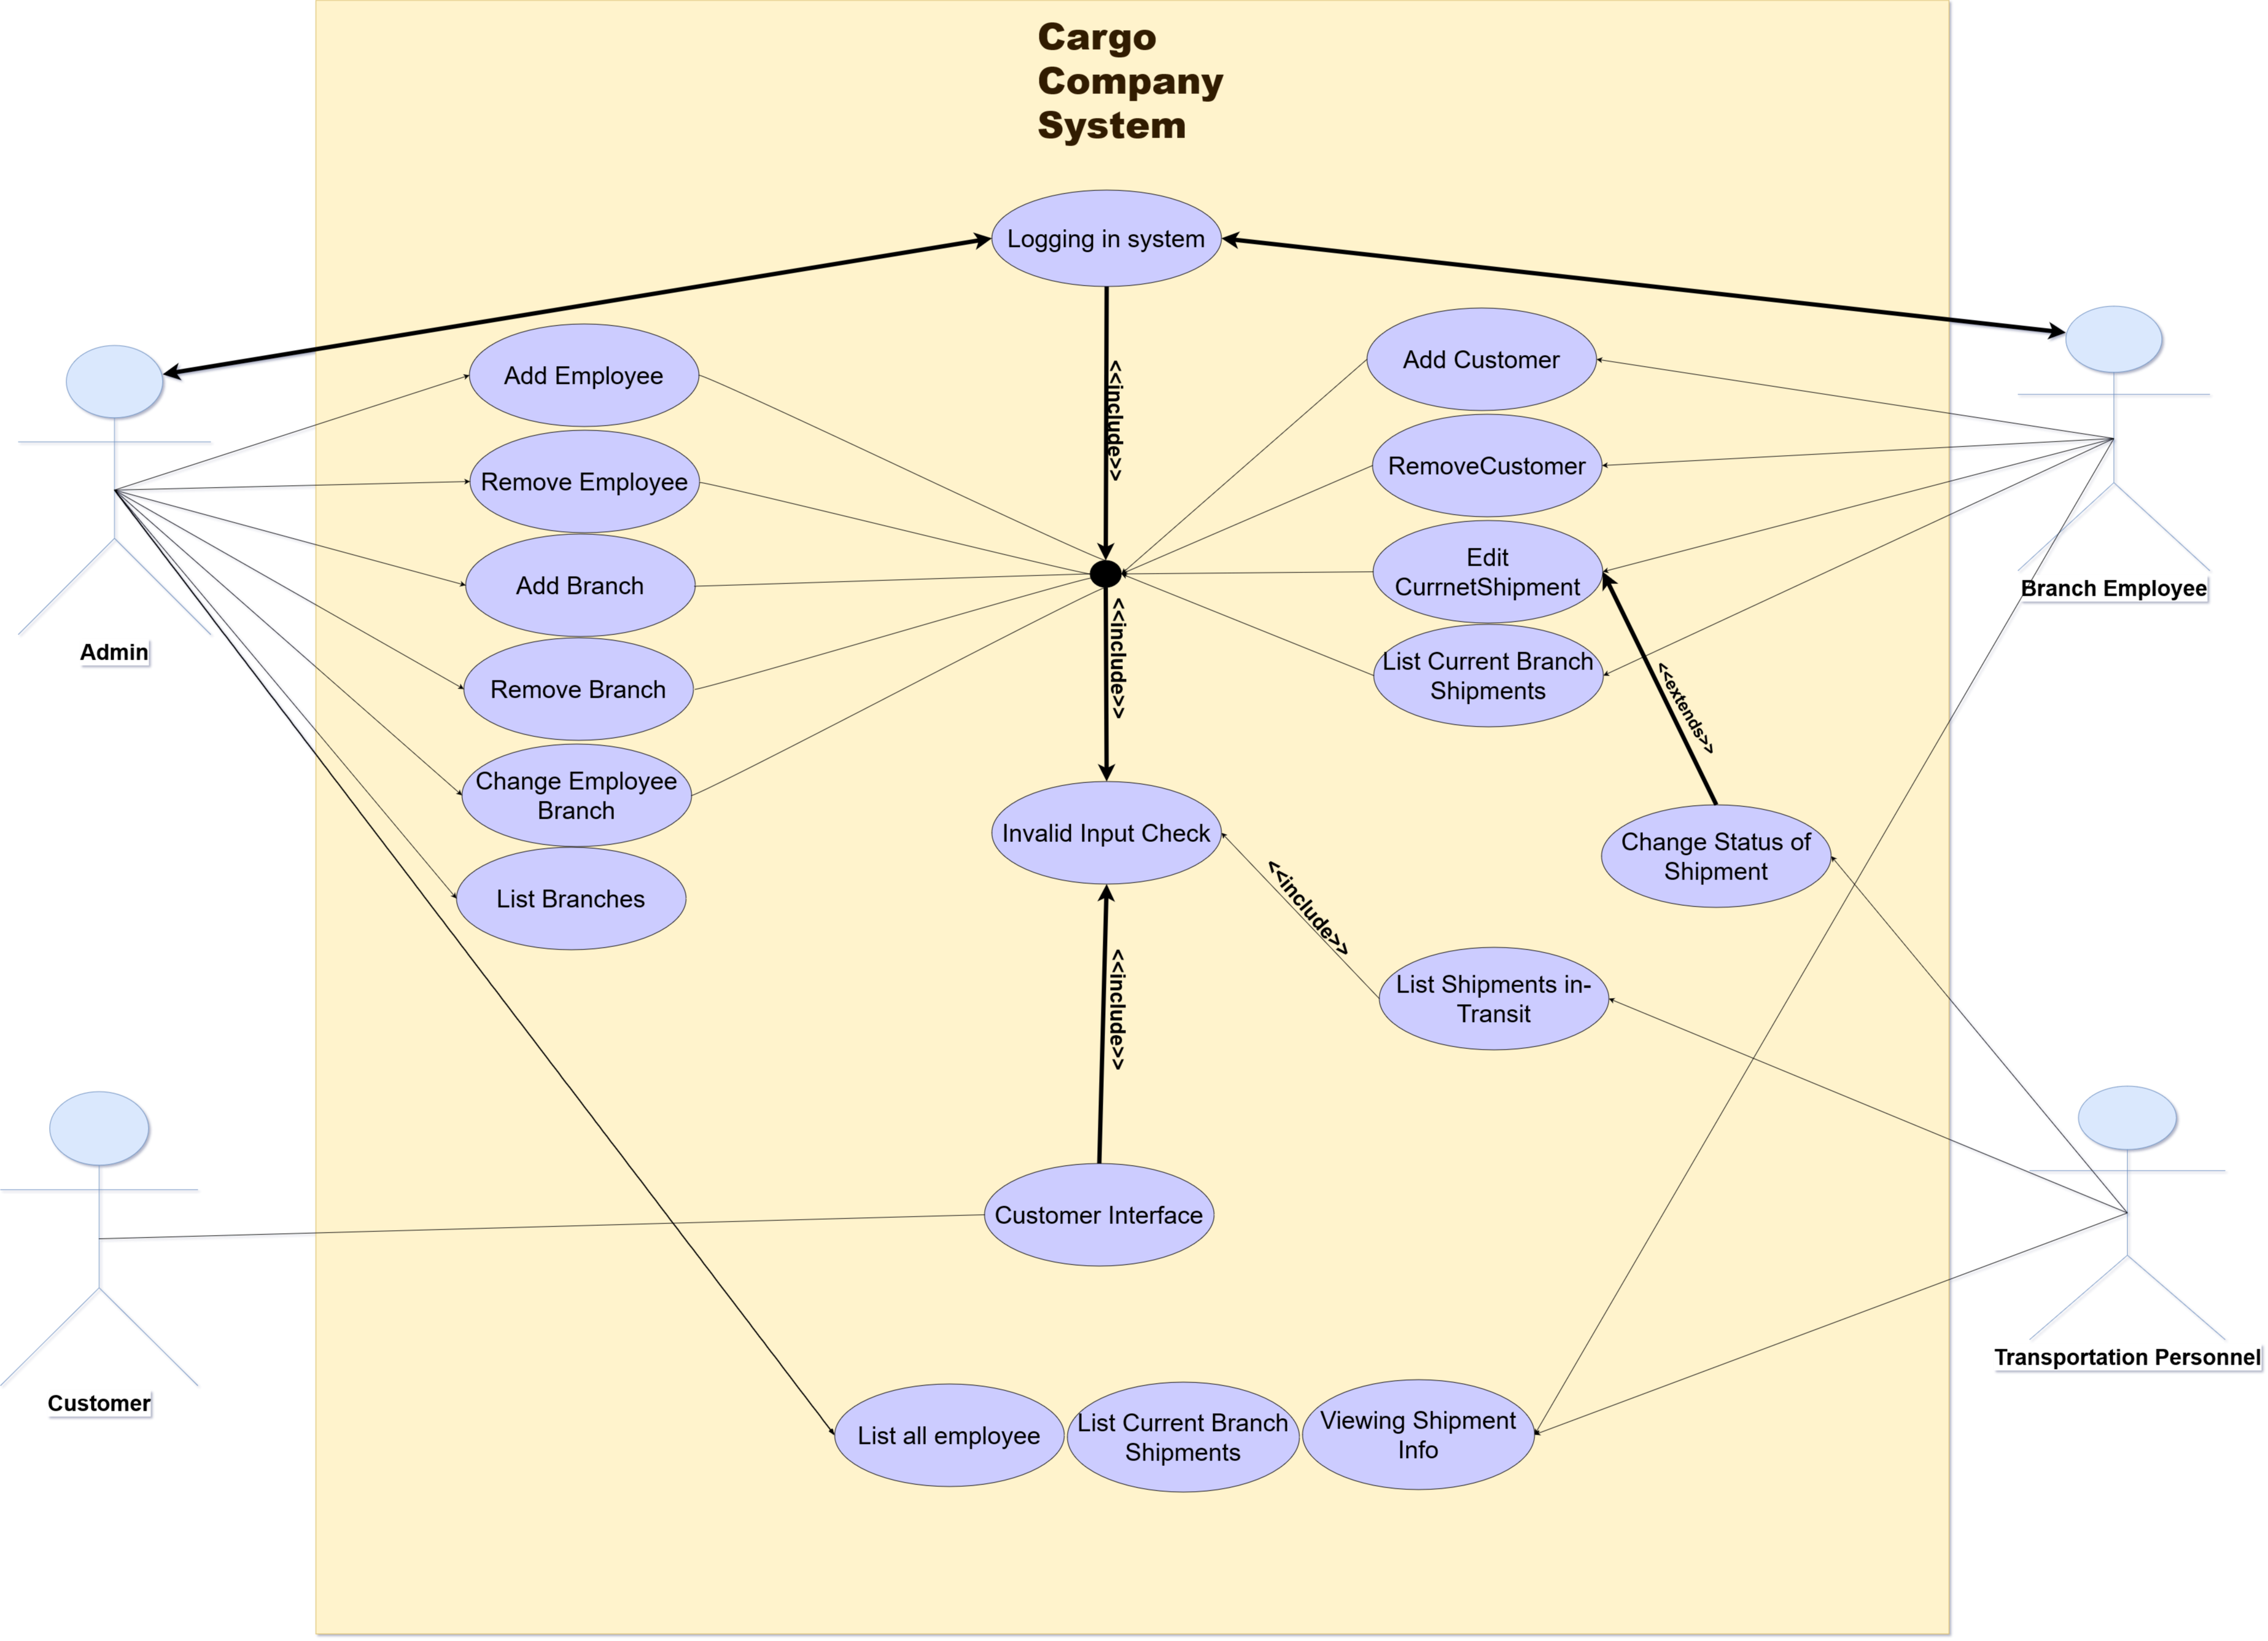 Cargo
Company
System
Logging in system
Add Employee
Remove Employee
Add Branch
Remove Branch
Change Employee
Branch
List Branches
<<include>>
<<include>>
Add Customer
RemoveCustomer
Edit
CurrnetShipment
List Current Branch
Shipments
<<extends>>
Admin
Branch Employee
Invalid Input Check
Change Status of
Shipment
<<include>>
<<include>>
List Shipments in-
Transit
Customer Interface
Customer
Transportation Personnel
List all employee
List Current Branch
Shipments
Viewing Shipment
Info